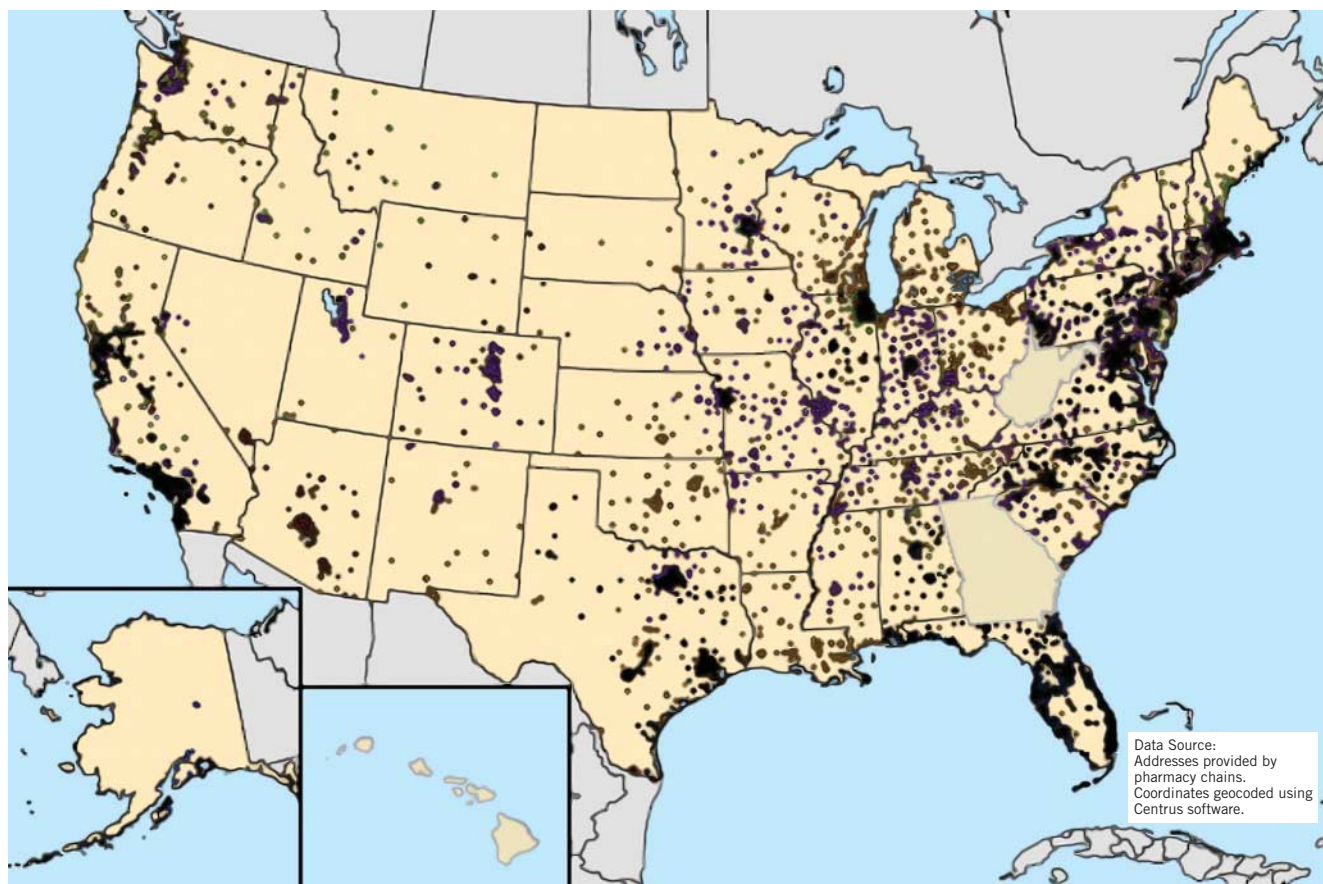 Data Source:
Addresses provided by
pharmacy chains.
Coordinates geocoded using
Centrus software.